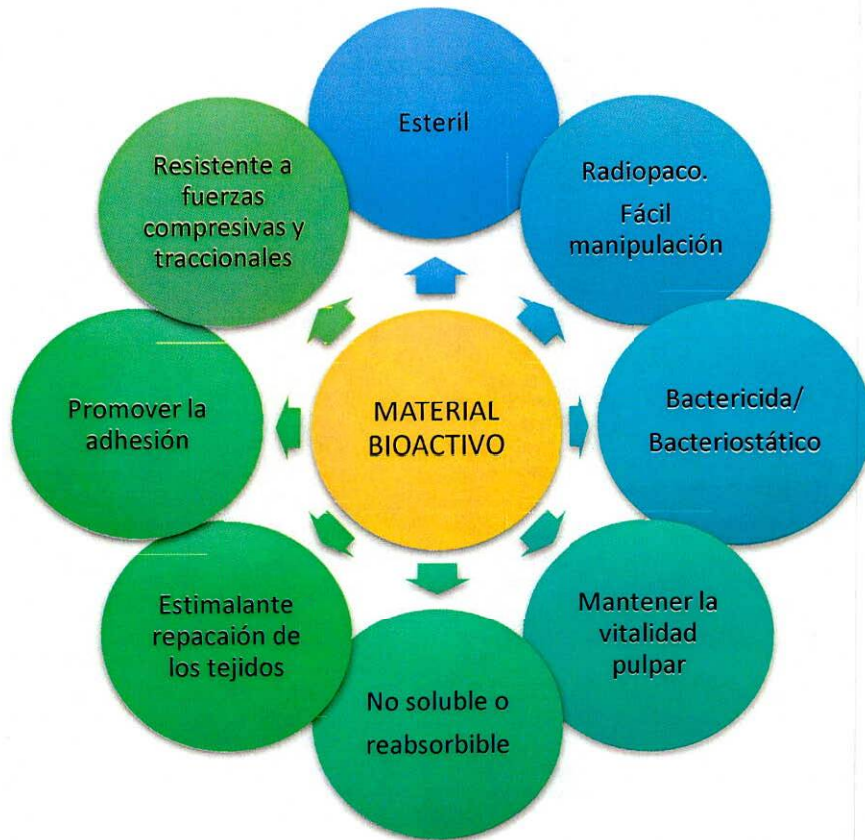 Esteril
Radiopaco.
Fácil
manipulación
Bactericida/
Bacteriostático
Mantener la
vitalidad
pulpar
No soluble o
reabsorbible
Estimalante
repacaión de
los tejidos
Promover la
adhesión
Resistente a
fuerzas
compresivas y
traccionales
MATERIAL
BIOACTIVO